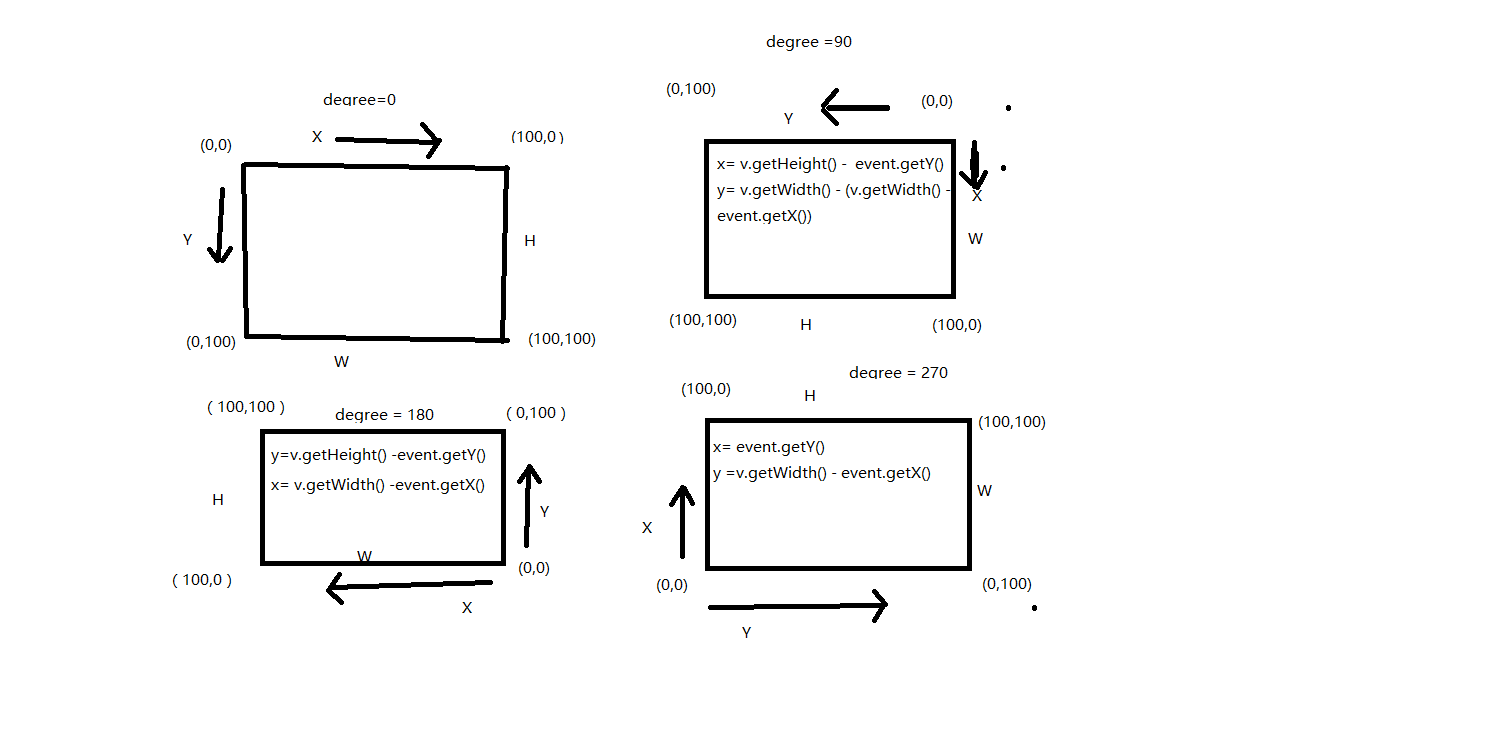 degree=0
(0,0)
X
(100,0 )
Y
H
(0,100)
(100,100)
W
degree =90
(0,100)
Y
(0,0)
x= v.getHeight() -  event.getY()
y= v.getWidth() - (v.getWidth() -
event.getX())
X
W
(100,100)
H
(100,0)
( 100,100 )
degree = 180
( 0,100 )
y=v.getHeight() -event.getY()
x= v.getWidth() -event.getX()
H
Y
W
(0,0)
( 100,0 )
X
degree = 270
(100,0)
H
(100,100)
x= event.getY()
y =v.getWidth() - event.getX()
W
X
(0,0)
(0,100)
Y